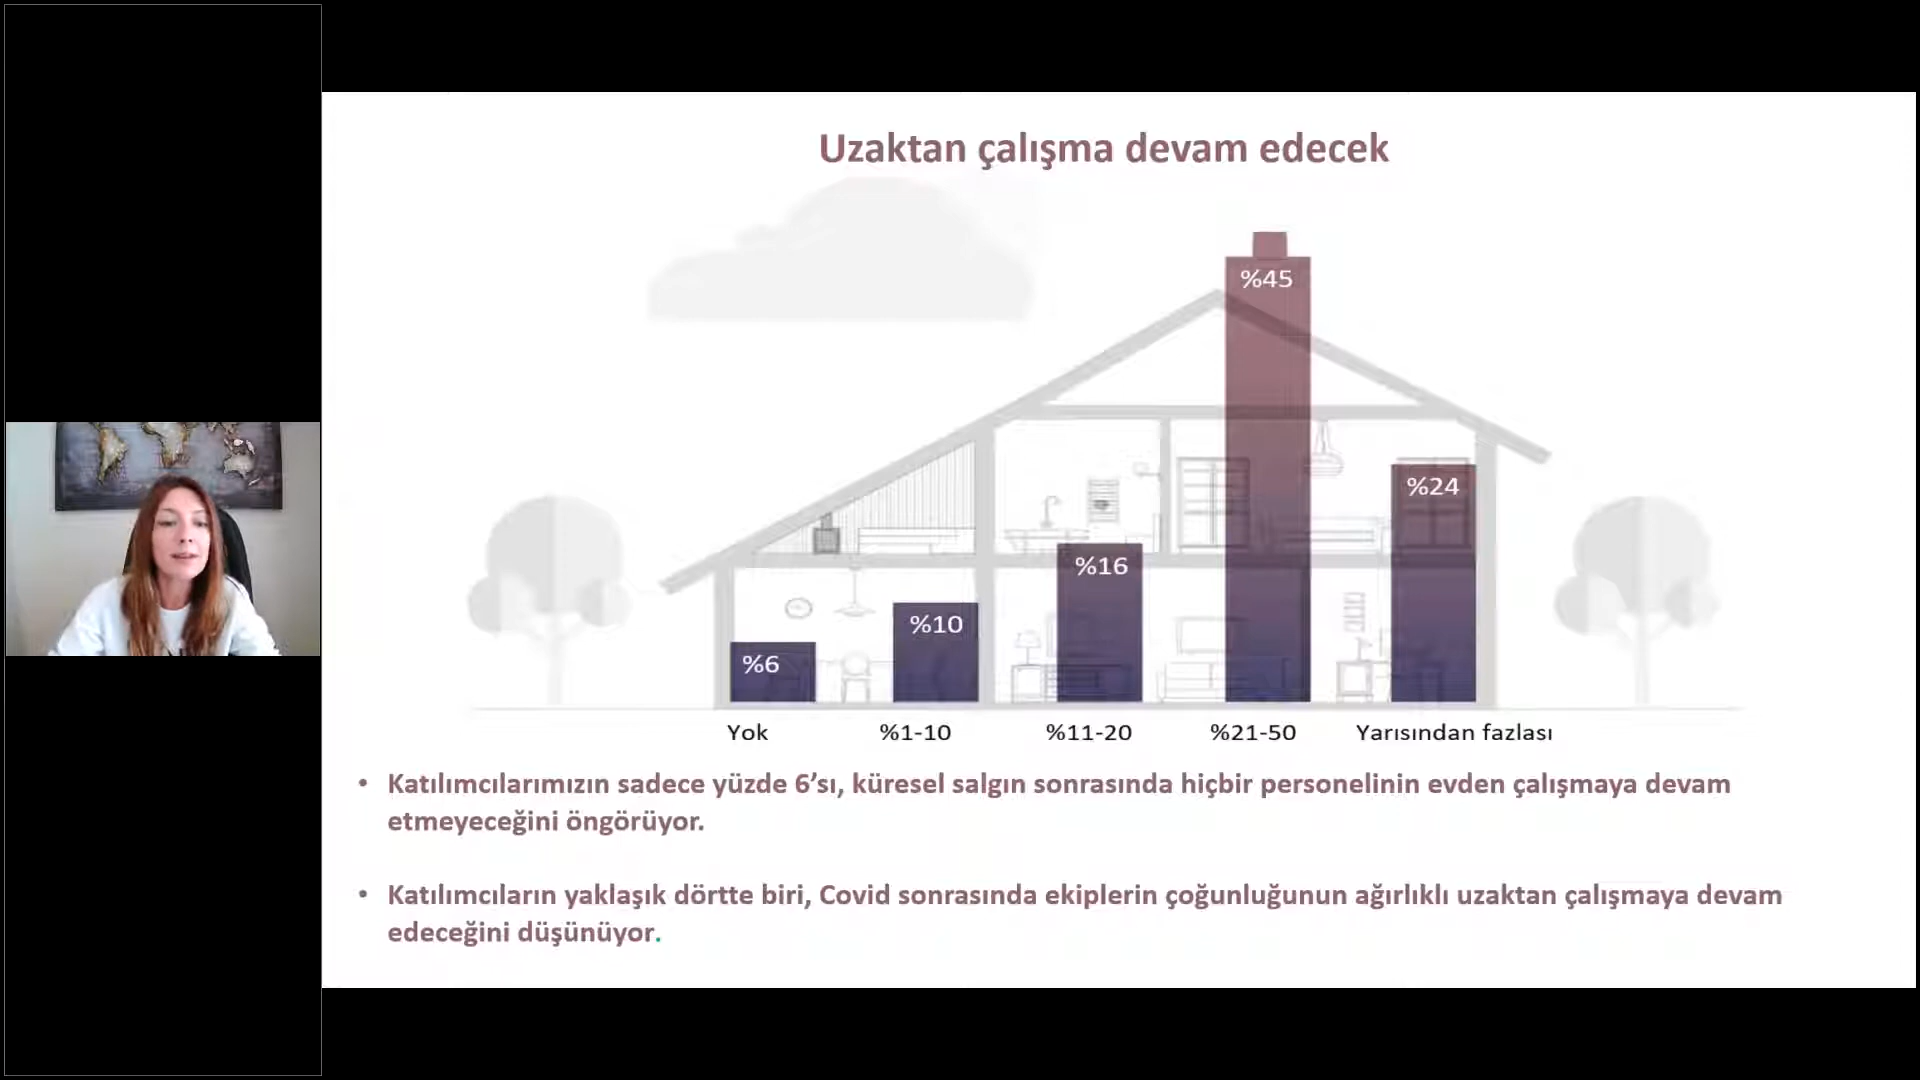 Uzaktan çalışma devam edecek
%45
%24
%16
%10
%6
Yok %1-10 %11-20 %21-50 Yarısından fazlası
• Katılımcılarımızın sadece yüzde 6’sı, küresel salgın sonrasında hiçbir personelinin evden çalışmaya devam
etmeyeceğini öngörüyor.
• Katılımcıların yaklaşık dörtte biri, Covid sonrasında ekiplerin çoğunluğunun ağırlıklı uzaktan çalışmaya devam
edeceğini düşünüyor.